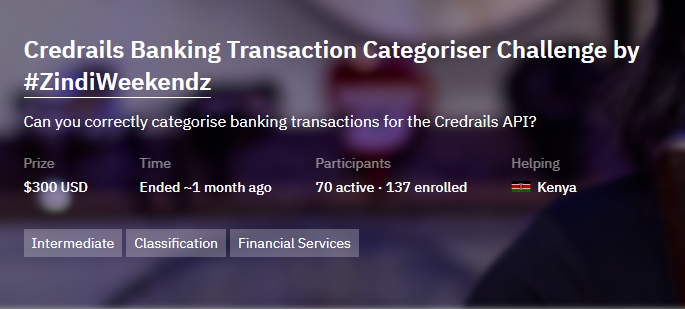 Credrails Banking Transaction Categoriser Challenge by
#ZindiWeekendz
Can you correctly categorise banking transactions for the Credrails API?
Prize Time Participants Helping
$300 USD Ended ~1 month ago 70 active · 137 enrolled Kenya
Intermediate Classification Financial Services